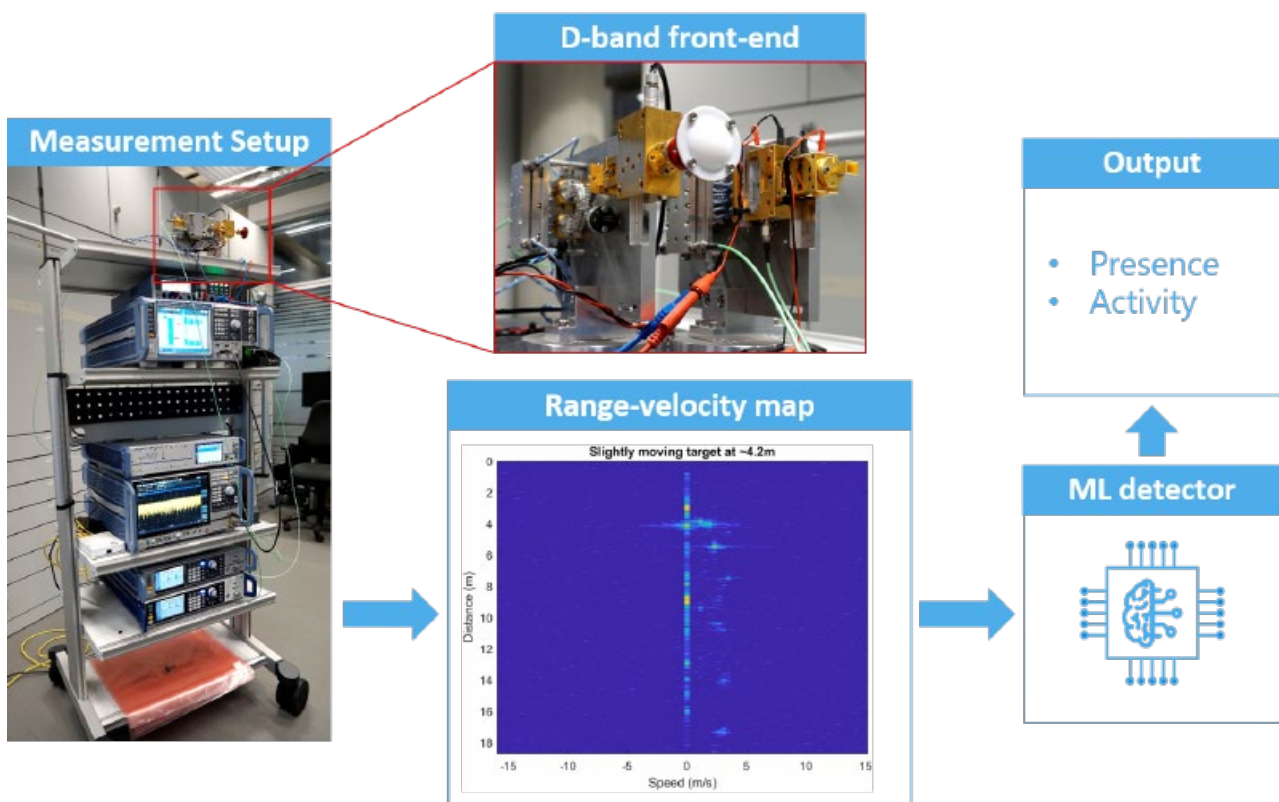 D-band front-end
Measurement Setup
Output
• Presence
• Activity
Range-velocity map
Slightly moving target at ~4.2m
0
2
4
6
8
10
12
14
16
18
Distance (m)
-15
-10
-5
0
5
10
15
Speed (m/s)
ML detector